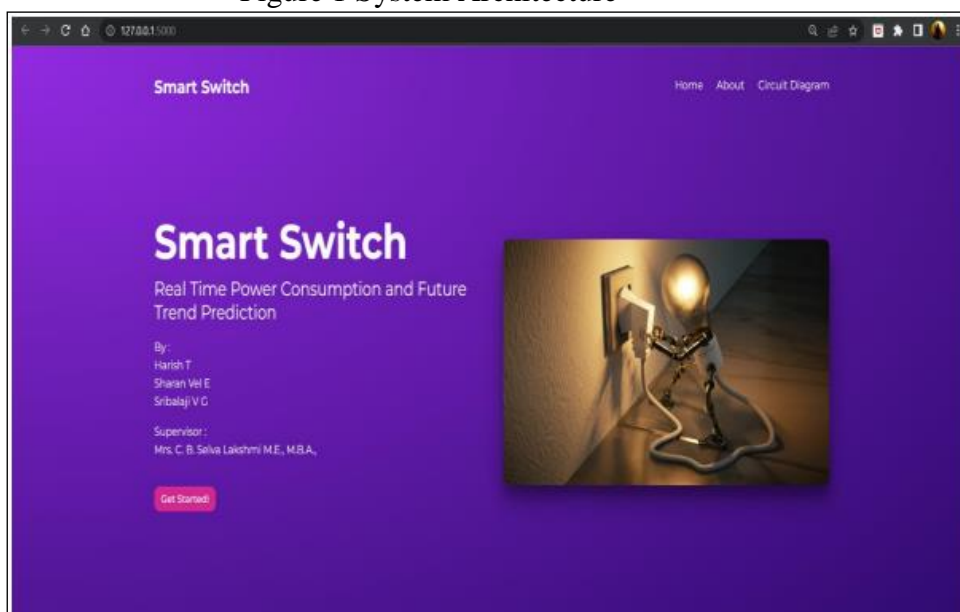 Figure 1 System Architecture
127.0.0.1:5000
Smart Switch
Home About Circuit Diagram
Smart Switch
Real Time Power Consumption and Future
Trend Prediction
By :
Harish T
Sharan Vel E
Sribalaji V G
Supervisor :
Mrs. C. B. Selva Lakshmi M.E., M.B.A.,
Get Started!